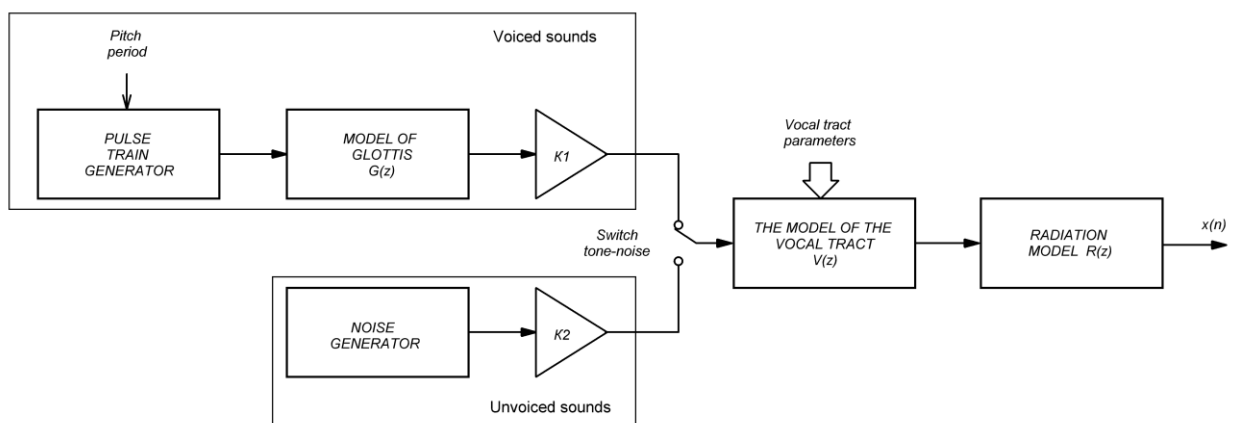 Voiced sounds
Pitch
period
PULSE
TRAIN
GENERATOR
MODEL OF
GLOTTIS
G(z)
K1
Switch
tone-noise
NOISE
GENERATOR
K2
Unvoiced sounds
Vocal tract
parameters
THE MODEL OF THE
VOCAL TRACT
V(z)
RADIATION
MODEL R(z)
x(n)